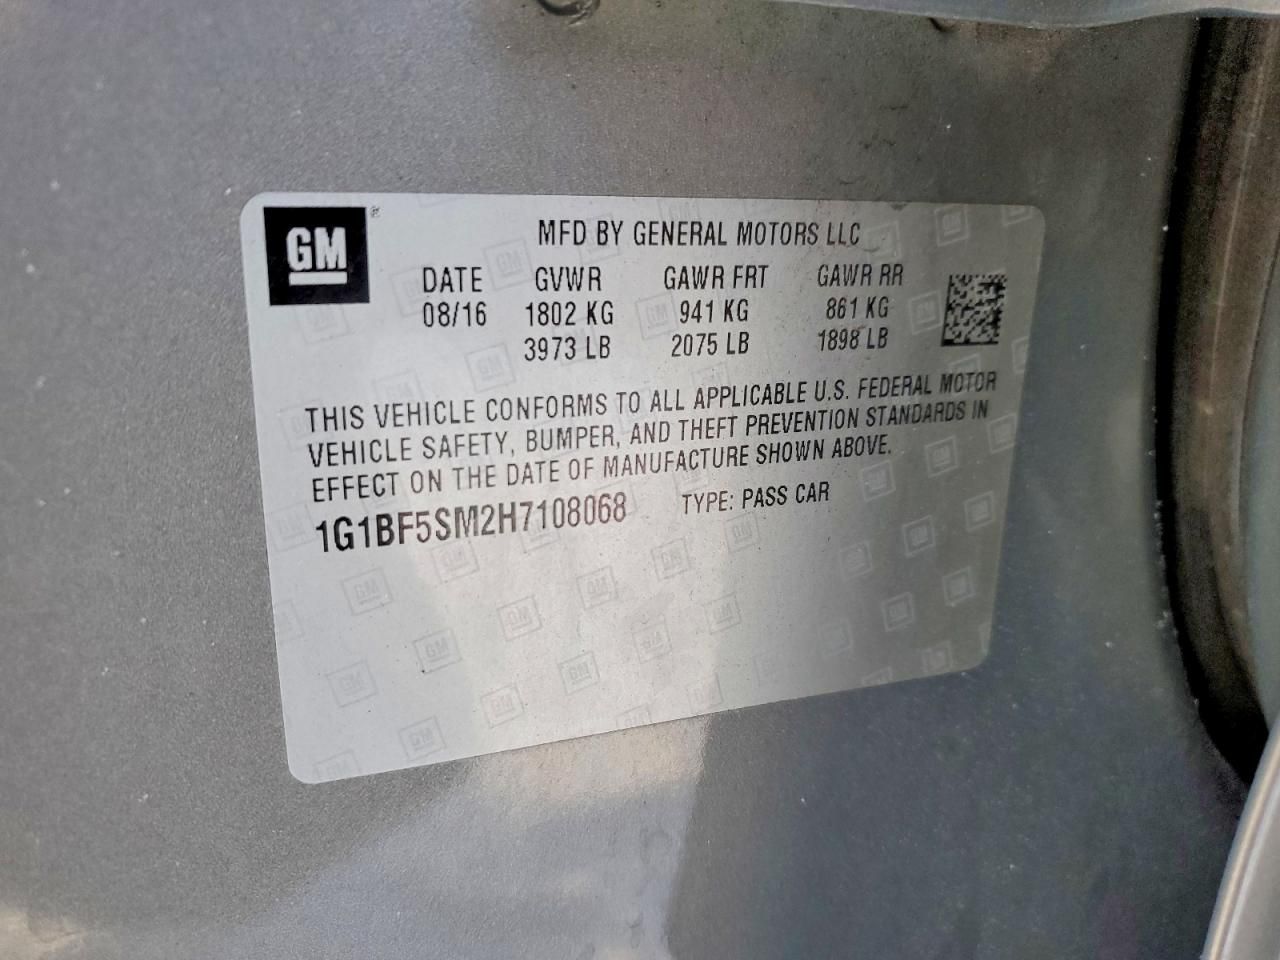 GM ®
MFD BY GENERAL MOTORS LLC
DATE GVWR GAWR FRT GAWR RR
08/16 1802 KG 941 KG 861 KG
3973 LB 2075 LB 1898 LB
THIS VEHICLE CONFORMS TO ALL APPLICABLE U.S. FEDERAL MOTOR
VEHICLE SAFETY, BUMPER, AND THEFT PREVENTION STANDARDS IN
EFFECT ON THE DATE OF MANUFACTURE SHOWN ABOVE.
1G1BF5SM2H7108068 TYPE: PASS CAR